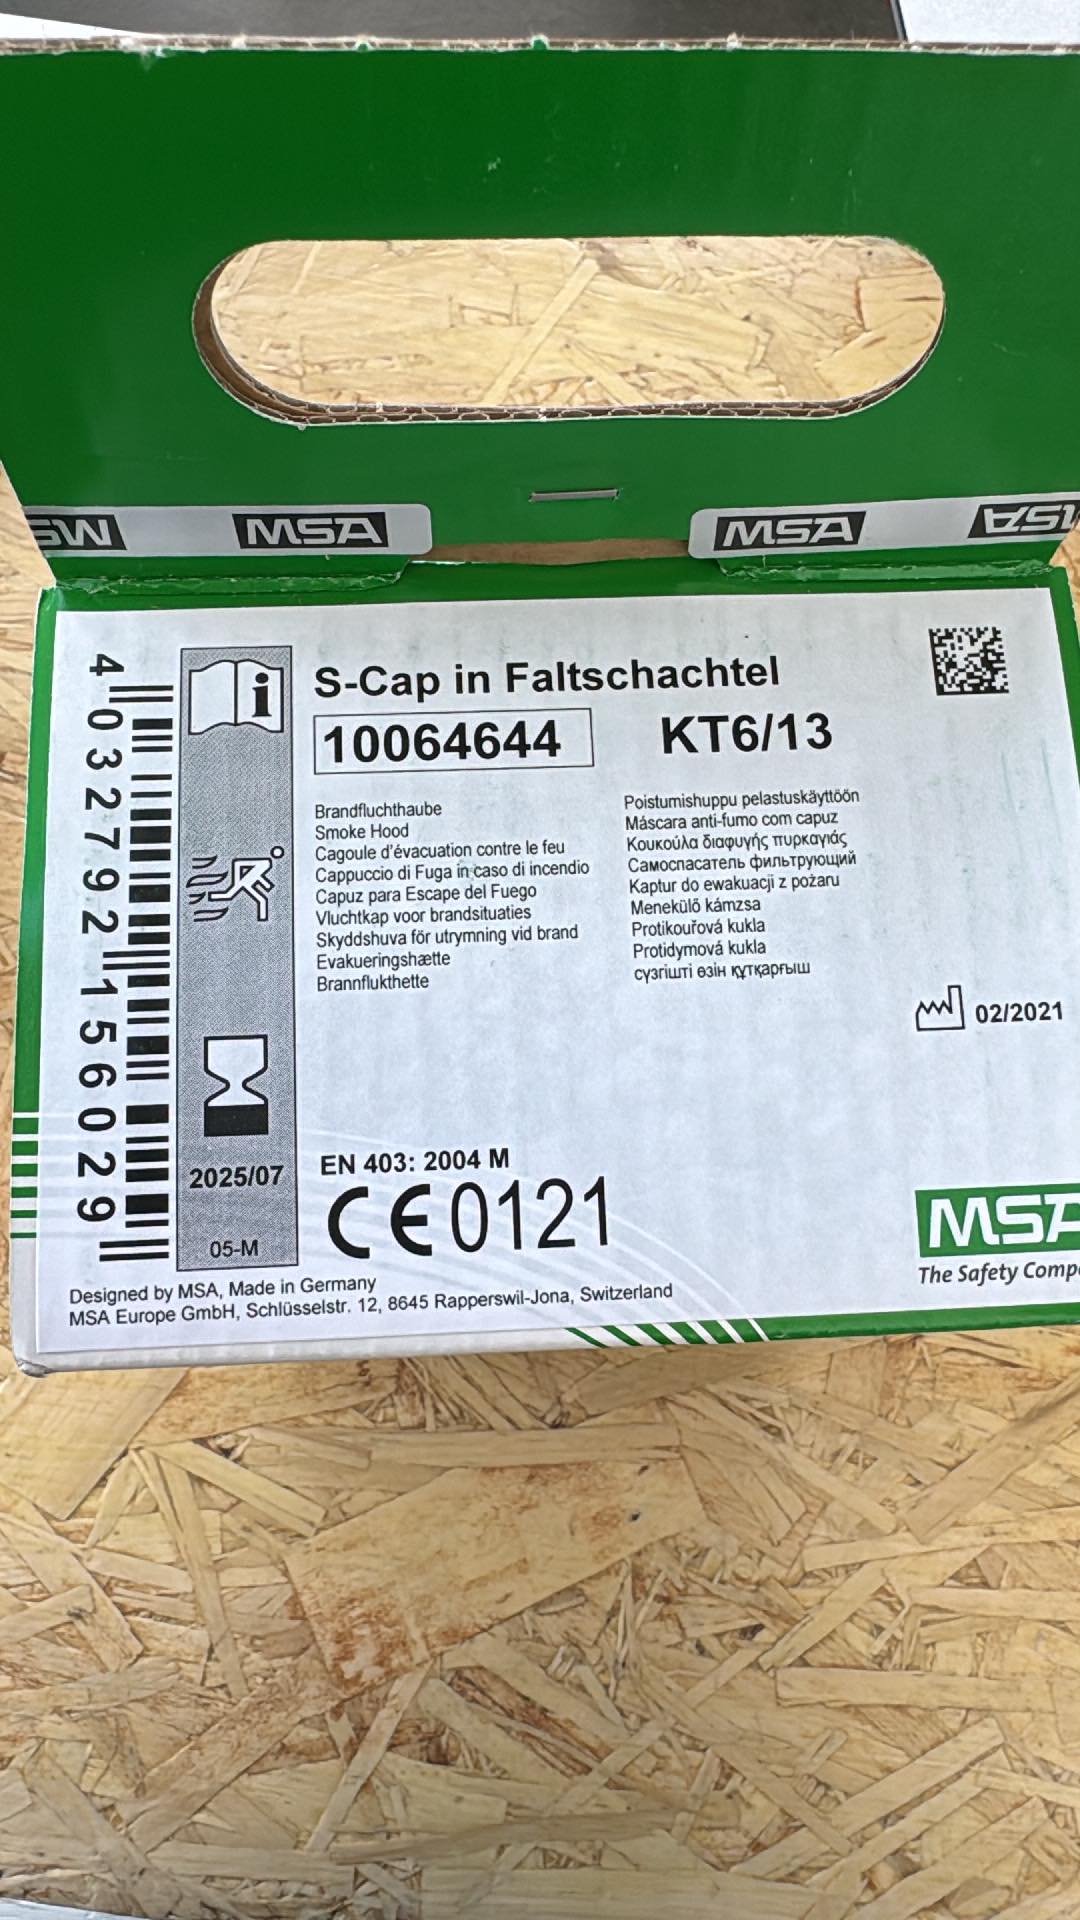 MSA
MSA
MSA
MSA
S-Cap in Faltschachtel
10064644 KT6/13
Brandfluchthaube
Smoke Hood
Cagoule d'évacuation contre le feu
Cappuccio di Fuga in caso di incendio
Capuz para Escape del Fuego
Vluchtkap voor brandsituaties
Skyddshuva för utrymning vid brand
Evakueringshætte
Brannflukthette
Poistumishuppu pelastuskäyttöön
Máscara anti-fumo com capuz
Κουκούλα διαφυγής πυρκαγιάς
Самоспасатель фильтрующий
Kaptur do ewakuacji z pożaru
Menekülő kámzsa
Protikouřová kukla
Protidymová kukla
сүзгішті өзін құтқарғыш
02/2021
4 032792 156029
i
2025/07
05-M
EN 403: 2004 M
CE 0121
MSA
The Safety Comp
Designed by MSA, Made in Germany
MSA Europe GmbH, Schlüsselstr. 12, 8645 Rapperswil-Jona, Switzerland